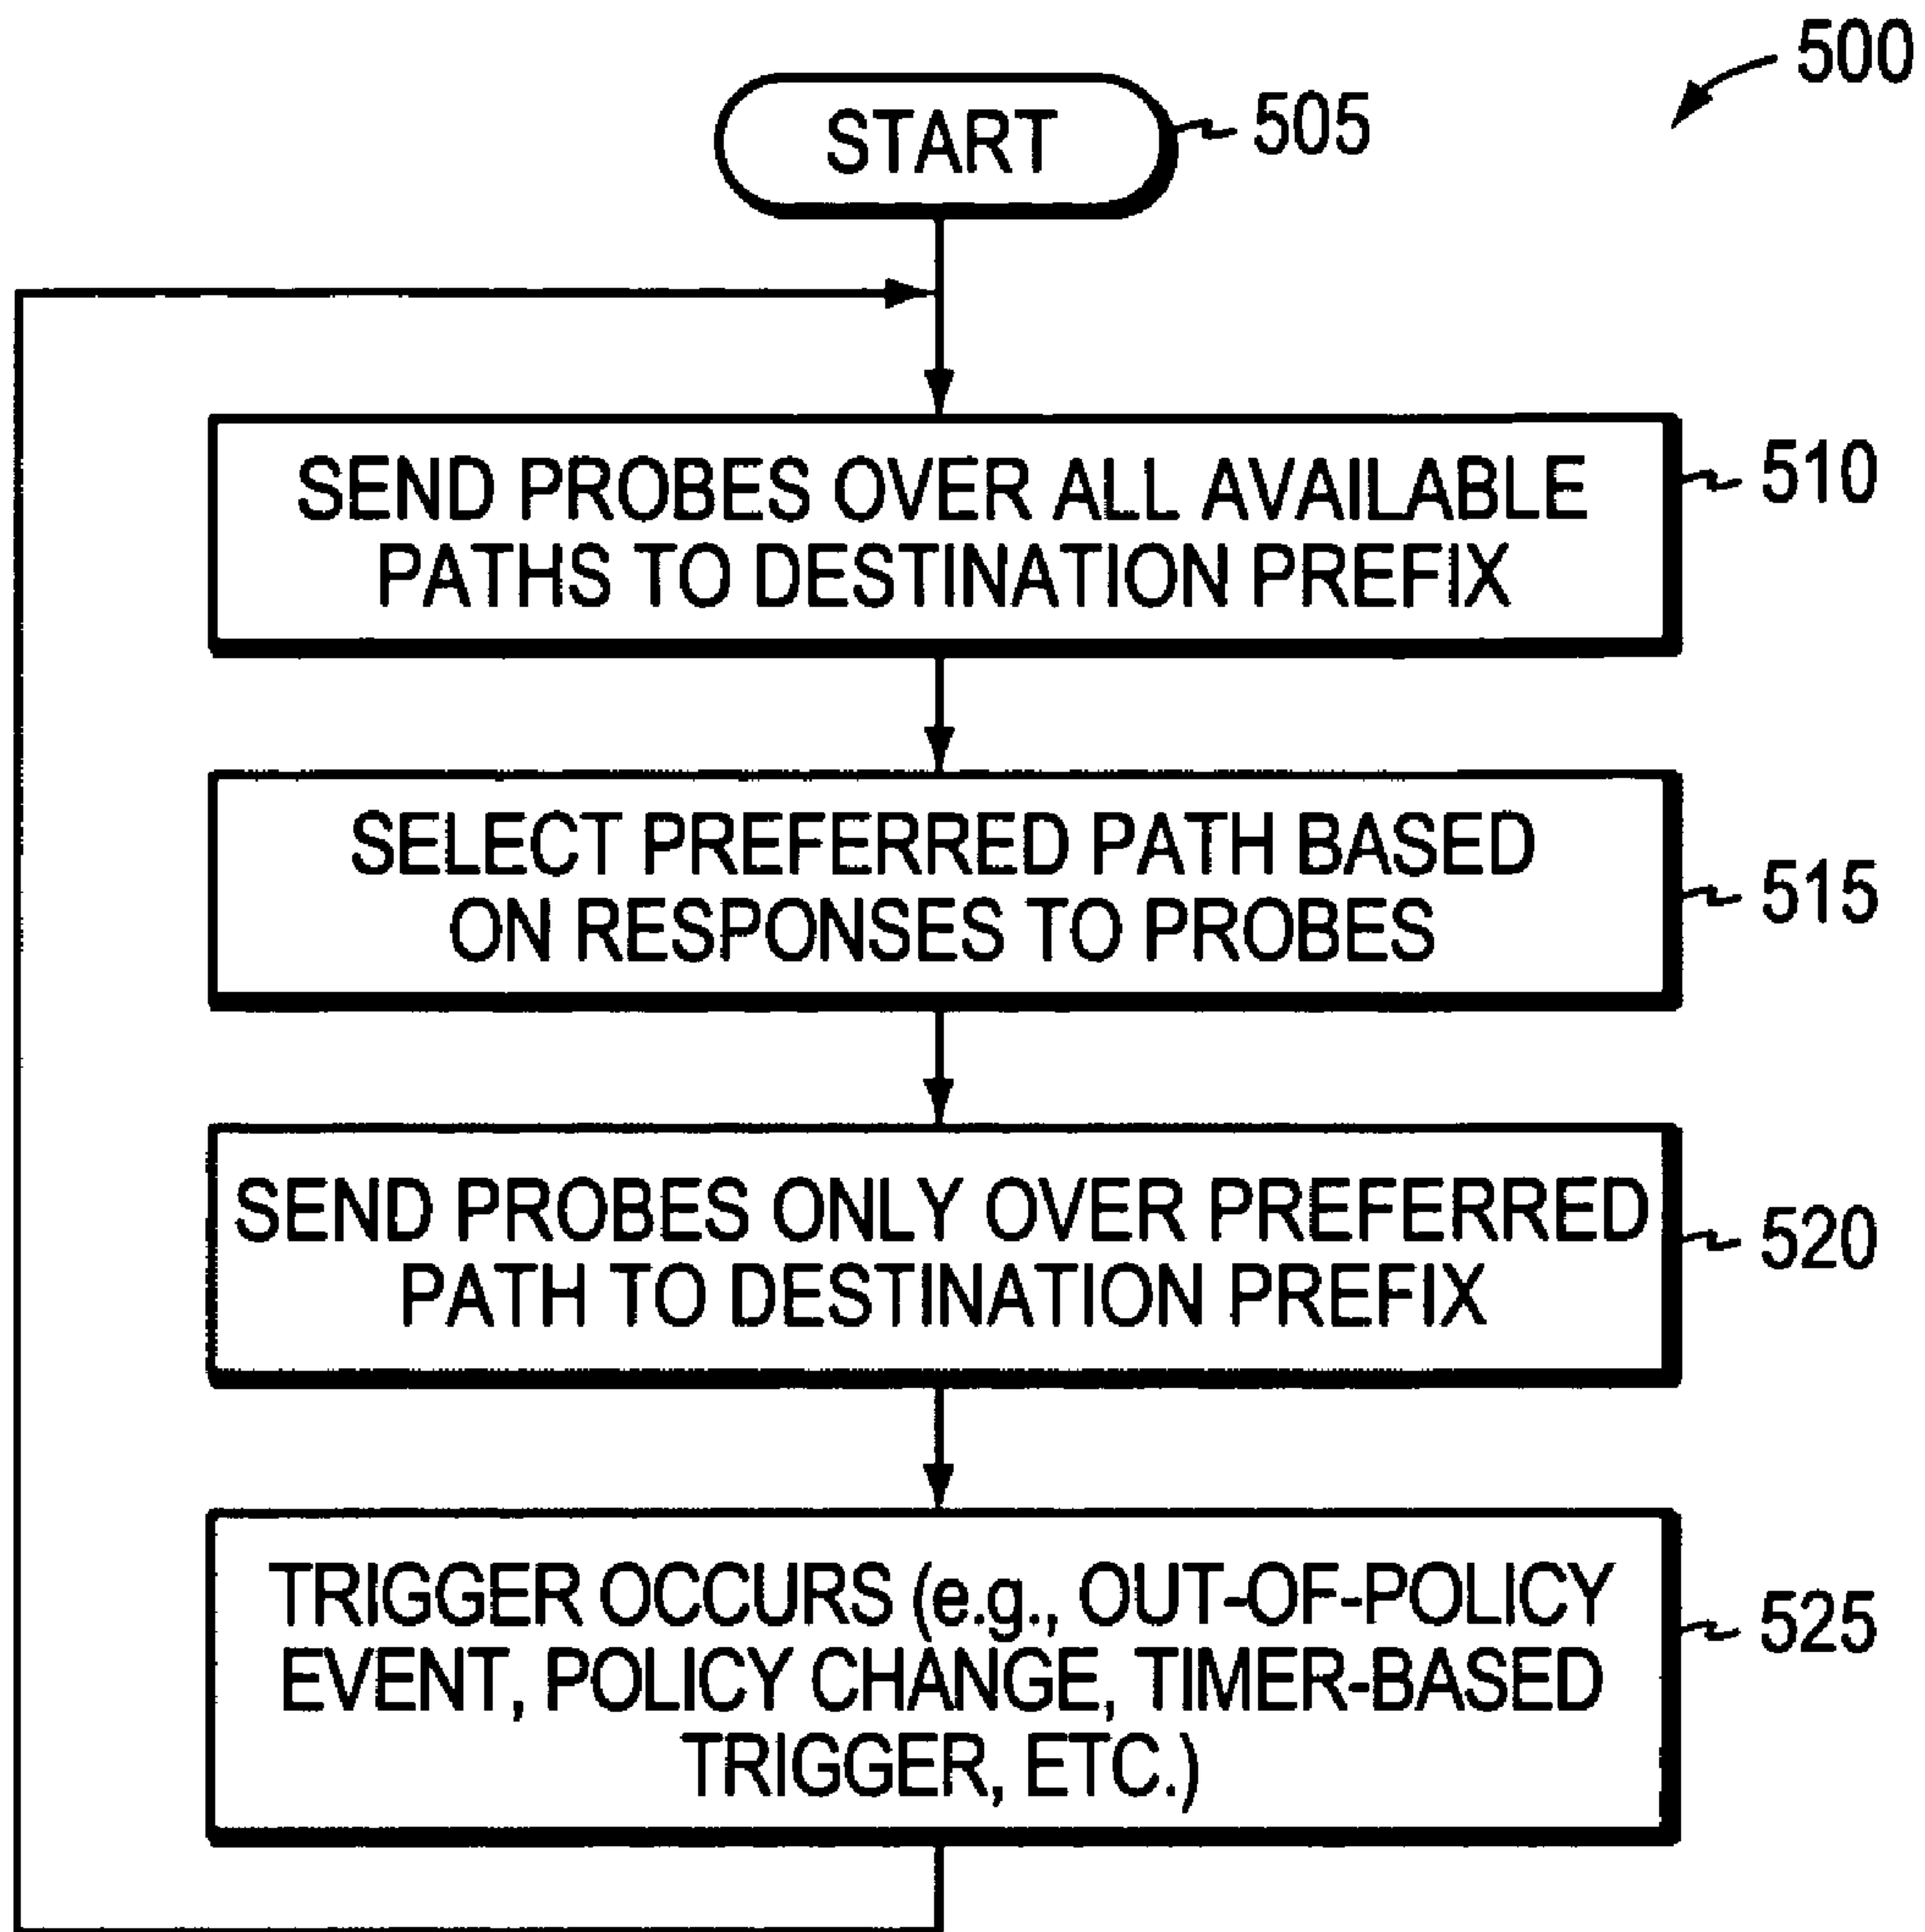 500
START
505
SEND PROBES OVER ALL AVAILABLE
PATHS TO DESTINATION PREFIX
510
SELECT PREFERRED PATH BASED
ON RESPONSES TO PROBES
515
SEND PROBES ONLY OVER PREFERRED
PATH TO DESTINATION PREFIX
520
TRIGGER OCCURS (e.g., OUT-OF-POLICY
EVENT, POLICY CHANGE, TIMER-BASED
TRIGGER, ETC.)
525